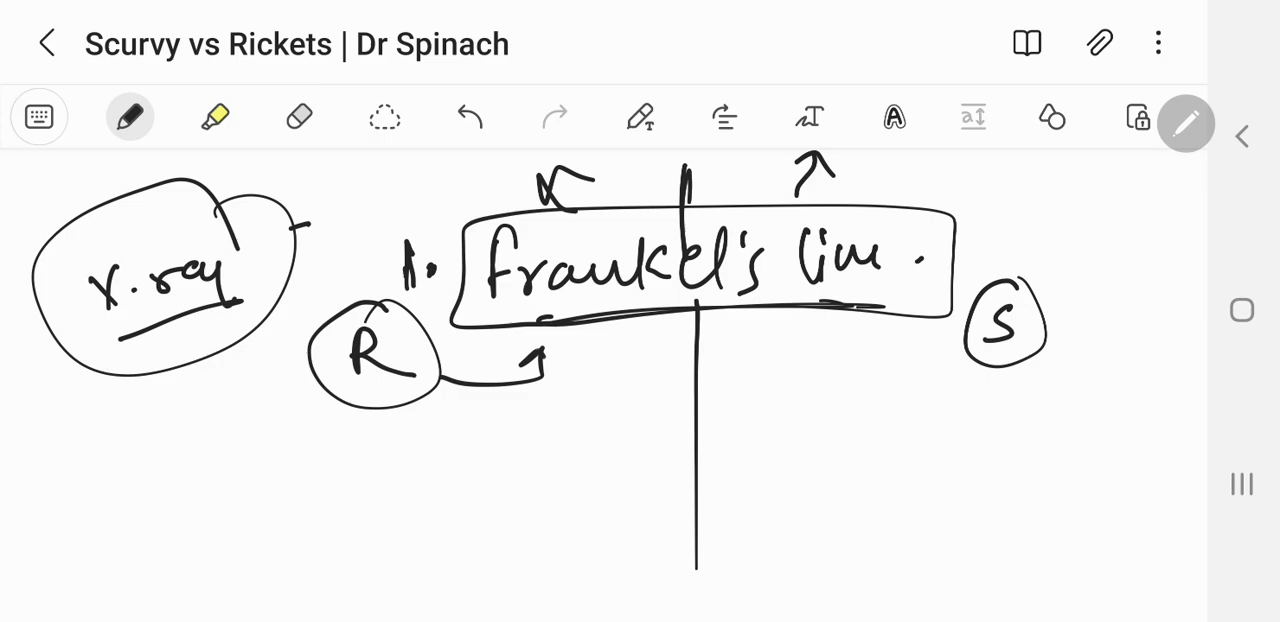 Scurvy vs Rickets | Dr Spinach
X-ray
1. Frankel's line.
R
S